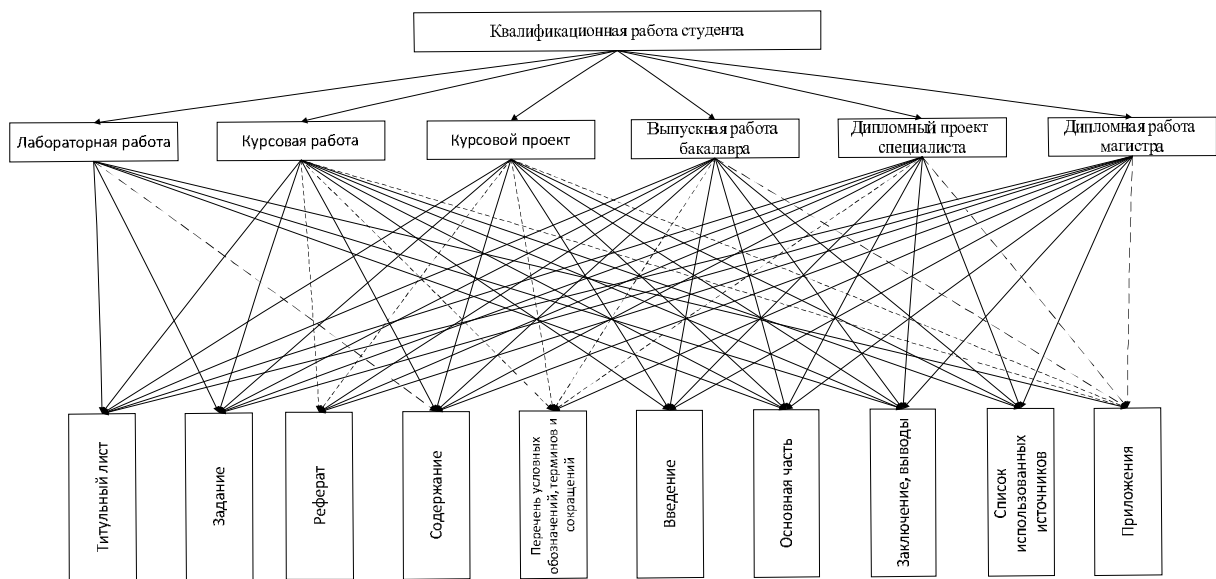 Квалификационная работа студента
Лабораторная работа
Курсовая работа
Курсовой проект
Выпускная работа
бакалавра
Дипломный проект
специалиста
Дипломная работа
магистра
Титульный лист
Задание
Реферат
Содержание
Перечень условных
обозначений, терминов и
сокращений
Введение
Основная часть
Заключение, выводы
Список
использованных
источников
Приложения